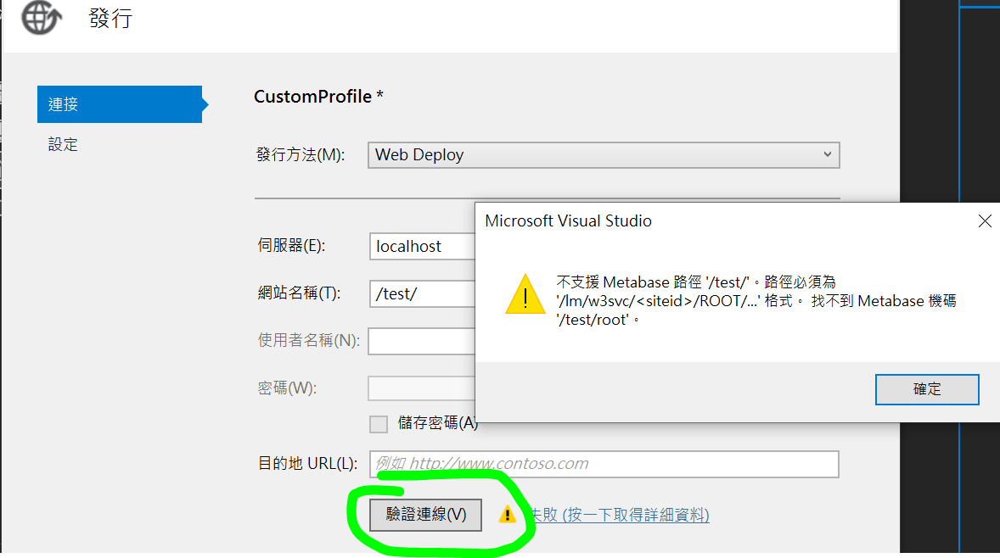 發行
連接
設定
CustomProfile *
發行方法(M):
Web Deploy
伺服器(E):
localhost
網站名稱(T):
/test/
使用者名稱(N):
密碼(W):
儲存密碼(A)
目的地 URL(L):
例如 http://www.contoso.com
驗證連線(V)
失敗 (按一下取得詳細資料)
Microsoft Visual Studio
不支援 Metabase 路徑 '/test/'。路徑必須為
'/lm/w3svc/<siteid>/ROOT/...' 格式。 找不到 Metabase 機碼
'/test/root'。
確定